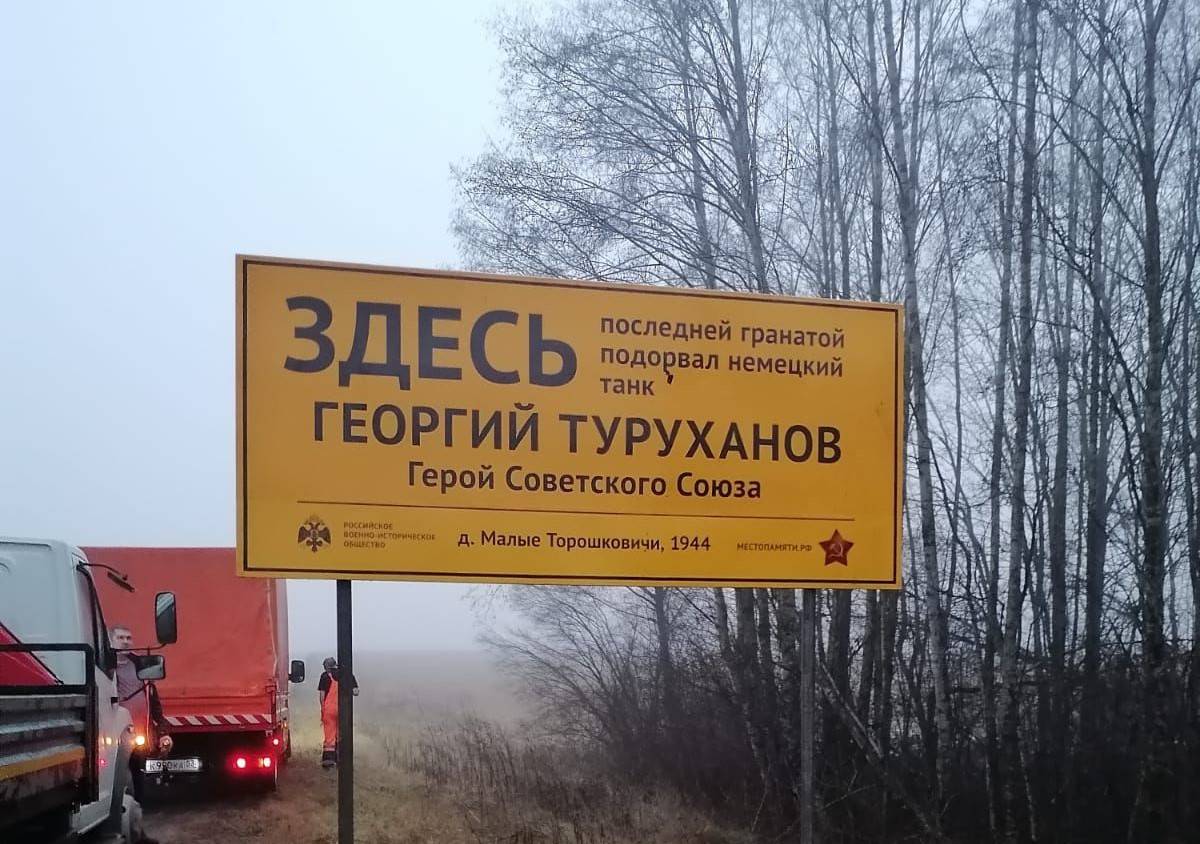 ЗДЕСЬ
последней гранатой
подорвал немецкий
танк
ГЕОРГИЙ ТУРУХАНОВ
Герой Советского Союза
РОССИЙСКОЕ
ВОЕННО-ИСТОРИЧЕСКОЕ
ОБЩЕСТВО
д. Малые Торошковичи, 1944
МЕСТОПАМЯТИ.РФ